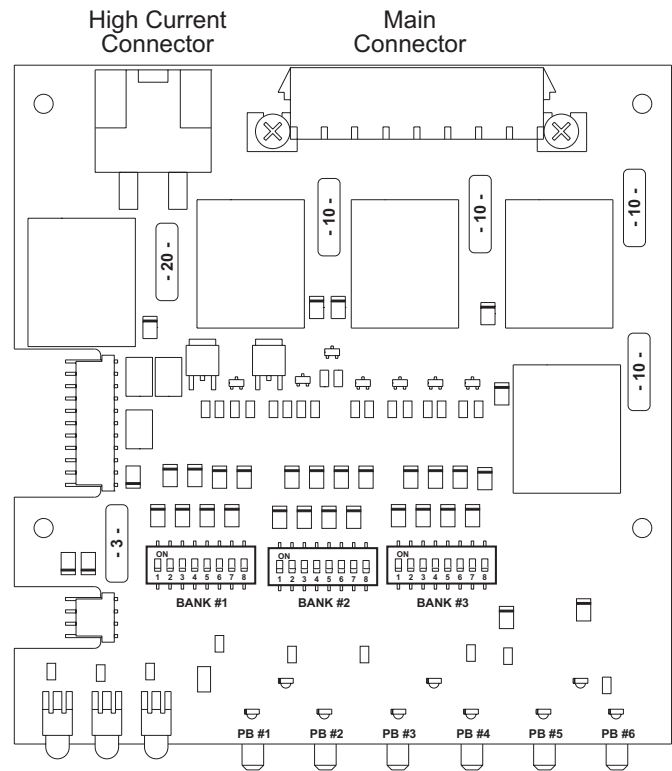 High Current
Connector
Main
Connector
- 10 -
- 10 -
- 10 -
- 20 -
- 10 -
- 3 -
ON
1 2 3 4 5 6 7 8
BANK #1
ON
1 2 3 4 5 6 7 8
BANK #2
ON
1 2 3 4 5 6 7 8
BANK #3
PB #1
PB #2
PB #3
PB #4
PB #5
PB #6